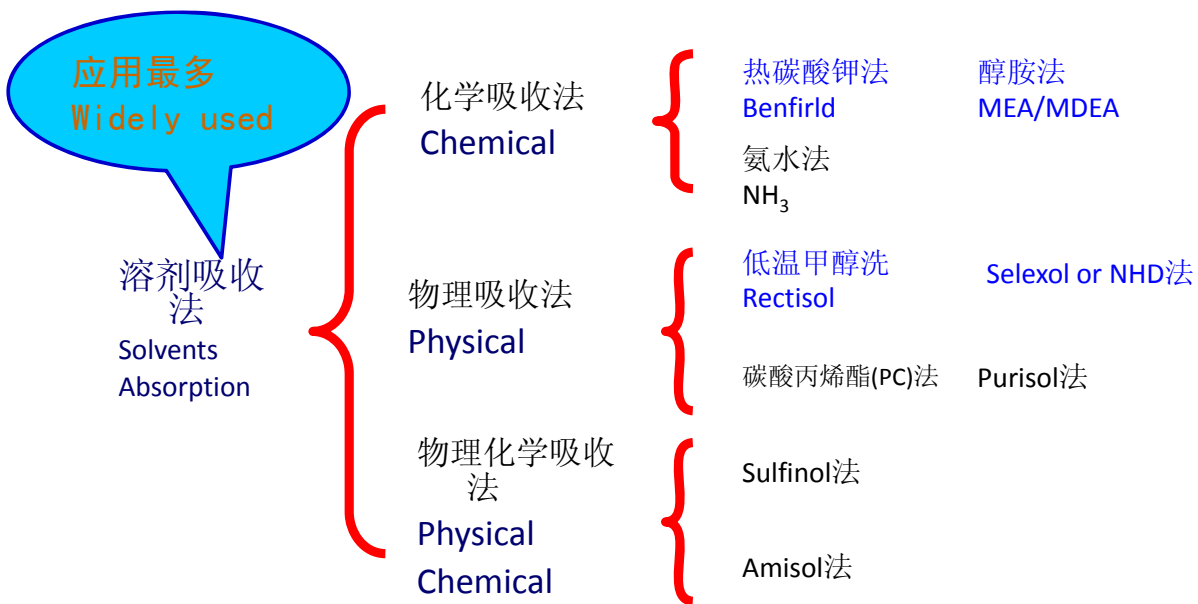 应用最多
Widely used
溶剂吸收
法
Solvents
Absorption
化学吸收法
Chemical
热碳酸钾法
Benfirld
醇胺法
MEA/MDEA
氨水法
NH₃
物理吸收法
Physical
低温甲醇洗
Rectisol
Selexol or NHD法
碳酸丙烯酯(PC)法
Purisol法
物理化学吸收
法
Physical
Chemical
Sulfinol法
Amisol法